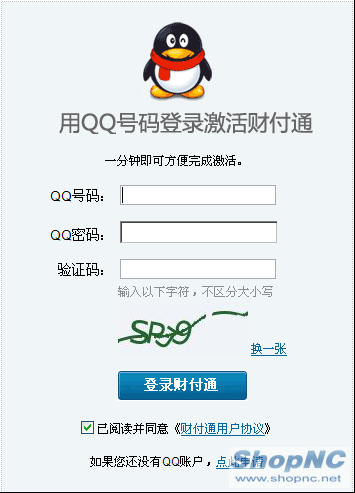 用QQ号码登录激活财付通
一分钟即可方便完成激活。
QQ号码：
QQ密码：
验证码：
输入以下字符，不区分大小写
换一张
登录财付通
已阅读并同意《财付通用户协议》
如果您还没有QQ账户，点此申请
ShopNC
www.shopnc.net